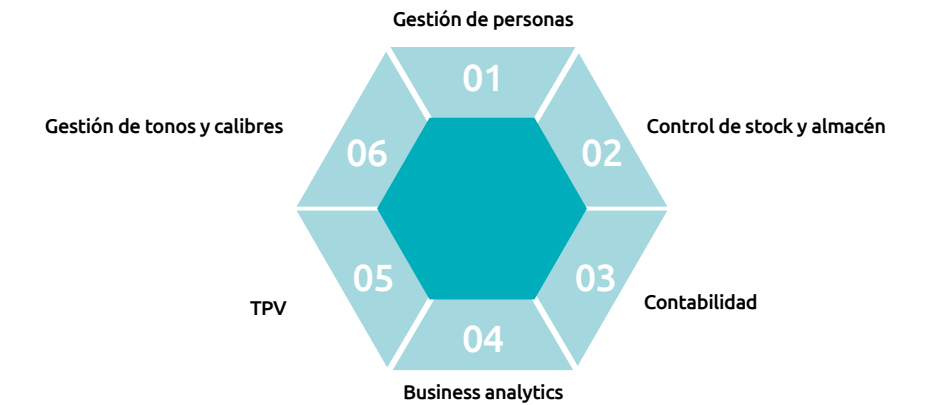 Gestión de personas
01
Gestión de tonos y calibres
Control de stock y almacén
06
02
05
03
TPV
Contabilidad
04
Business analytics